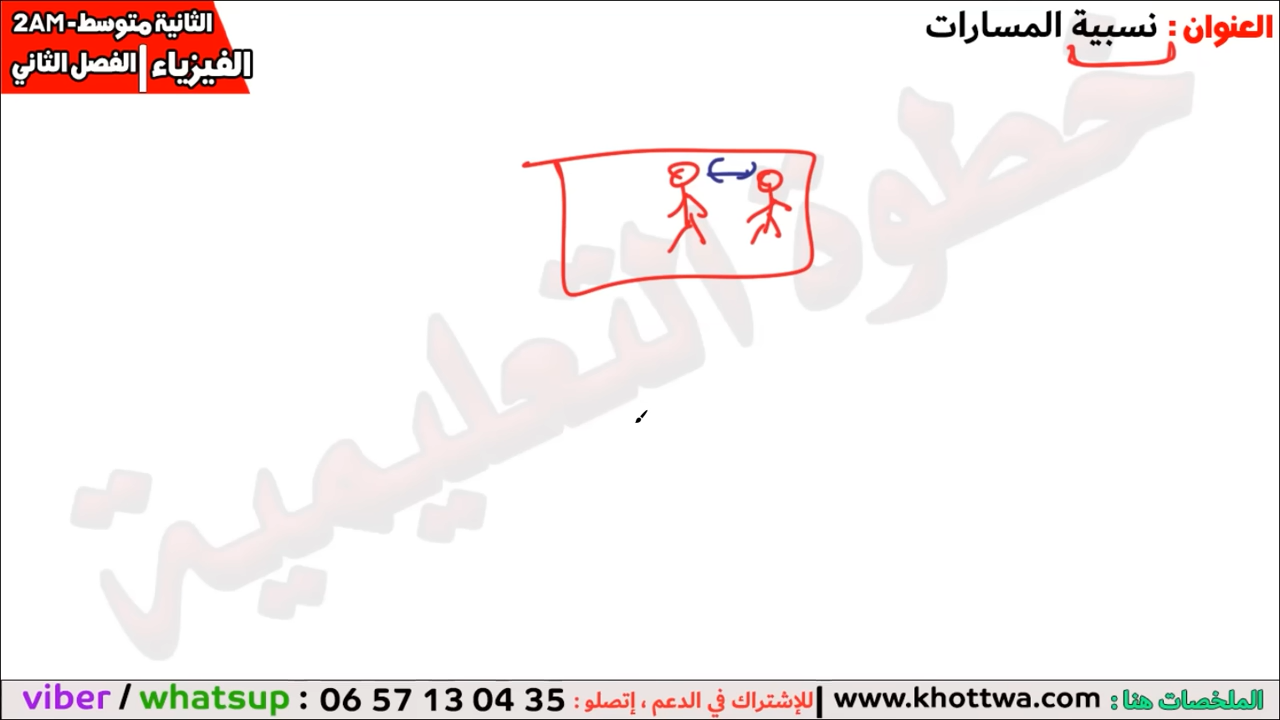 العنوان : نسبية المسارات
الثانية متوسط-2AM
الفيزياء | الفصل الثاني
خطوة التعليمية
الملخصات هنا : www.khottwa.com | للإشتراك في الدعم ، إتصلو : 06 57 13 04 35 : viber / whatsup